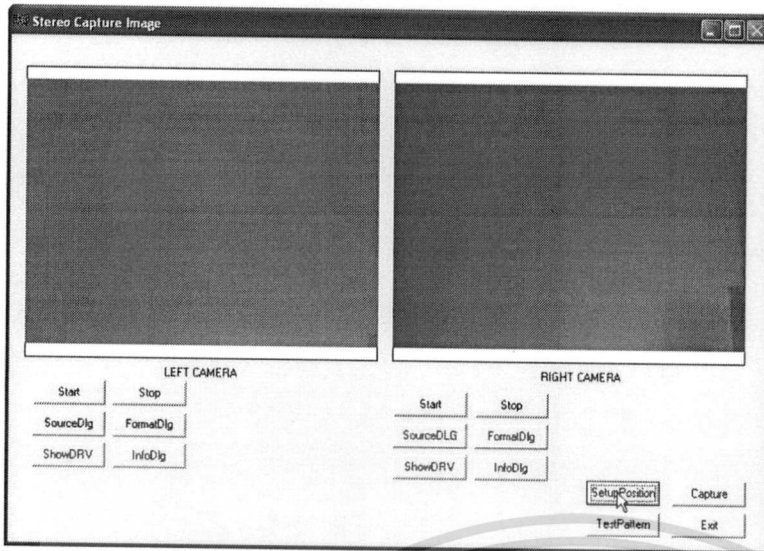 Stereo Capture Image
LEFT CAMERA
Start Stop
SourceDlg FormatDlg
ShowDRV InfoDlg
RIGHT CAMERA
Start Stop
SourceDLG FormatDlg
ShowDRV InfoDlg
SetupPosition Capture
TestPattern Exit